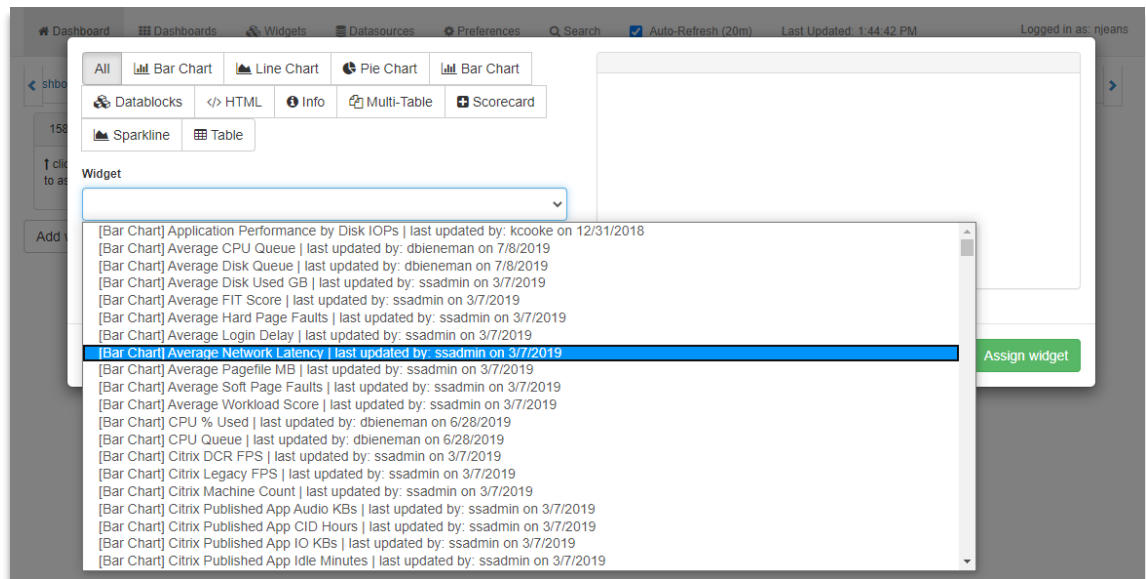 Dashboard Dashboards Widgets Datasources Preferences Search Auto-Refresh (20m) Last Updated: 1:44:42 PM Logged in as: njeans
All Bar Chart Line Chart Pie Chart Bar Chart
shbo
Datablocks </> HTML Info Multi-Table Scorecard
158
Sparkline Table
clic
to as
Widget
Add
[Bar Chart] Application Performance by Disk IOPs | last updated by: kcooke on 12/31/2018
[Bar Chart] Average CPU Queue | last updated by: dbieneman on 7/8/2019
[Bar Chart] Average Disk Queue | last updated by: dbieneman on 7/8/2019
[Bar Chart] Average Disk Used GB | last updated by: ssadmin on 3/7/2019
[Bar Chart] Average FIT Score | last updated by: ssadmin on 3/7/2019
[Bar Chart] Average Hard Page Faults | last updated by: ssadmin on 3/7/2019
[Bar Chart] Average Login Delay | last updated by: ssadmin on 3/7/2019
[Bar Chart] Average Network Latency | last updated by: ssadmin on 3/7/2019
[Bar Chart] Average Pagefile MB | last updated by: ssadmin on 3/7/2019
[Bar Chart] Average Soft Page Faults | last updated by: ssadmin on 3/7/2019
[Bar Chart] Average Workload Score | last updated by: ssadmin on 3/7/2019
[Bar Chart] CPU % Used | last updated by: dbieneman on 6/28/2019
[Bar Chart] CPU Queue | last updated by: dbieneman on 6/28/2019
[Bar Chart] Citrix DCR FPS | last updated by: ssadmin on 3/7/2019
[Bar Chart] Citrix Legacy FPS | last updated by: ssadmin on 3/7/2019
[Bar Chart] Citrix Machine Count | last updated by: ssadmin on 3/7/2019
[Bar Chart] Citrix Published App Audio KBs | last updated by: ssadmin on 3/7/2019
[Bar Chart] Citrix Published App CID Hours | last updated by: ssadmin on 3/7/2019
[Bar Chart] Citrix Published App IO KBs | last updated by: ssadmin on 3/7/2019
[Bar Chart] Citrix Published App Idle Minutes | last updated by: ssadmin on 3/7/2019
Assign widget